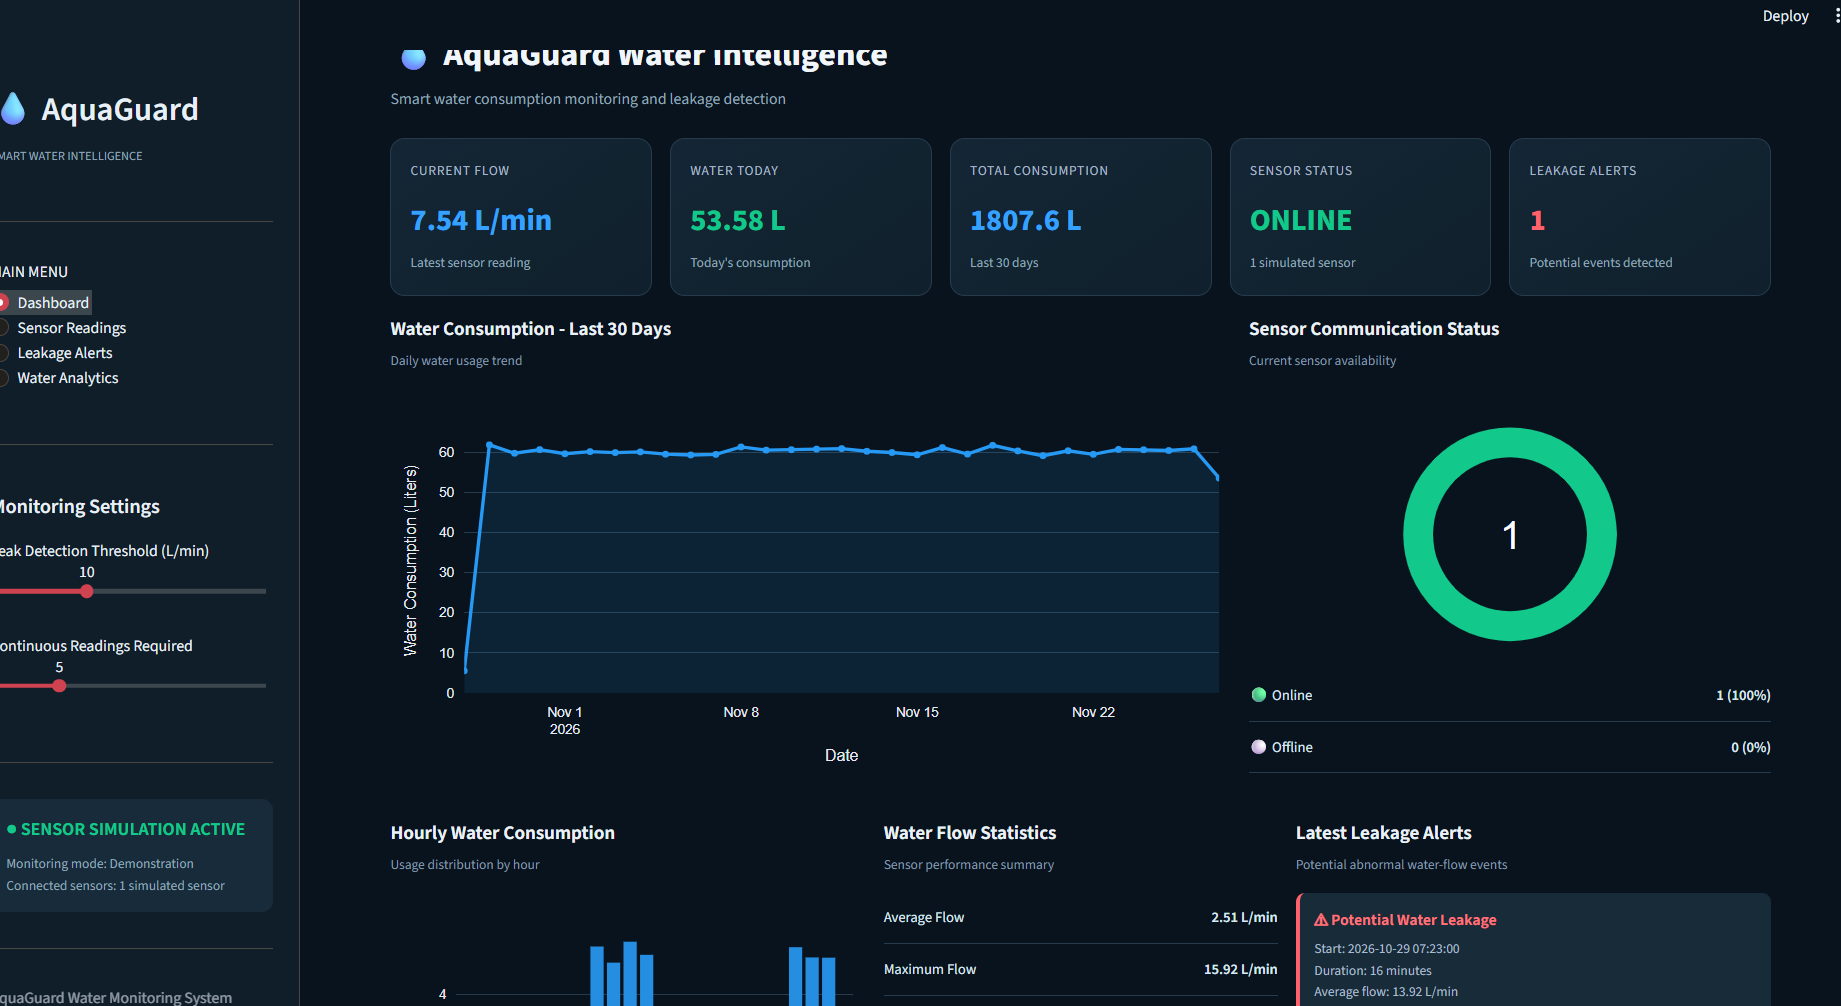 Deploy
AquaGuard
MART WATER INTELLIGENCE
AIN MENU
Dashboard
Sensor Readings
Leakage Alerts
Water Analytics
Monitoring Settings
eak Detection Threshold (L/min)
10
ontinuous Readings Required
5
SENSOR SIMULATION ACTIVE
Monitoring mode: Demonstration
Connected sensors: 1 simulated sensor
quaGuard Water Monitoring System
AquaGuard Water Intelligence
Smart water consumption monitoring and leakage detection
CURRENT FLOW
7.54 L/min
Latest sensor reading
WATER TODAY
53.58 L
Today's consumption
TOTAL CONSUMPTION
1807.6 L
Last 30 days
SENSOR STATUS
ONLINE
1 simulated sensor
LEAKAGE ALERTS
1
Potential events detected
Water Consumption - Last 30 Days
Daily water usage trend
Water Consumption (Liters)
60
50
40
30
20
10
0
Nov 1
2026
Nov 8
Nov 15
Nov 22
Date
Sensor Communication Status
Current sensor availability
1
Online 1 (100%)
Offline 0 (0%)
Hourly Water Consumption
Usage distribution by hour
4
Water Flow Statistics
Sensor performance summary
Average Flow 2.51 L/min
Maximum Flow 15.92 L/min
Latest Leakage Alerts
Potential abnormal water-flow events
⚠ Potential Water Leakage
Start: 2026-10-29 07:23:00
Duration: 16 minutes
Average flow: 13.92 L/min